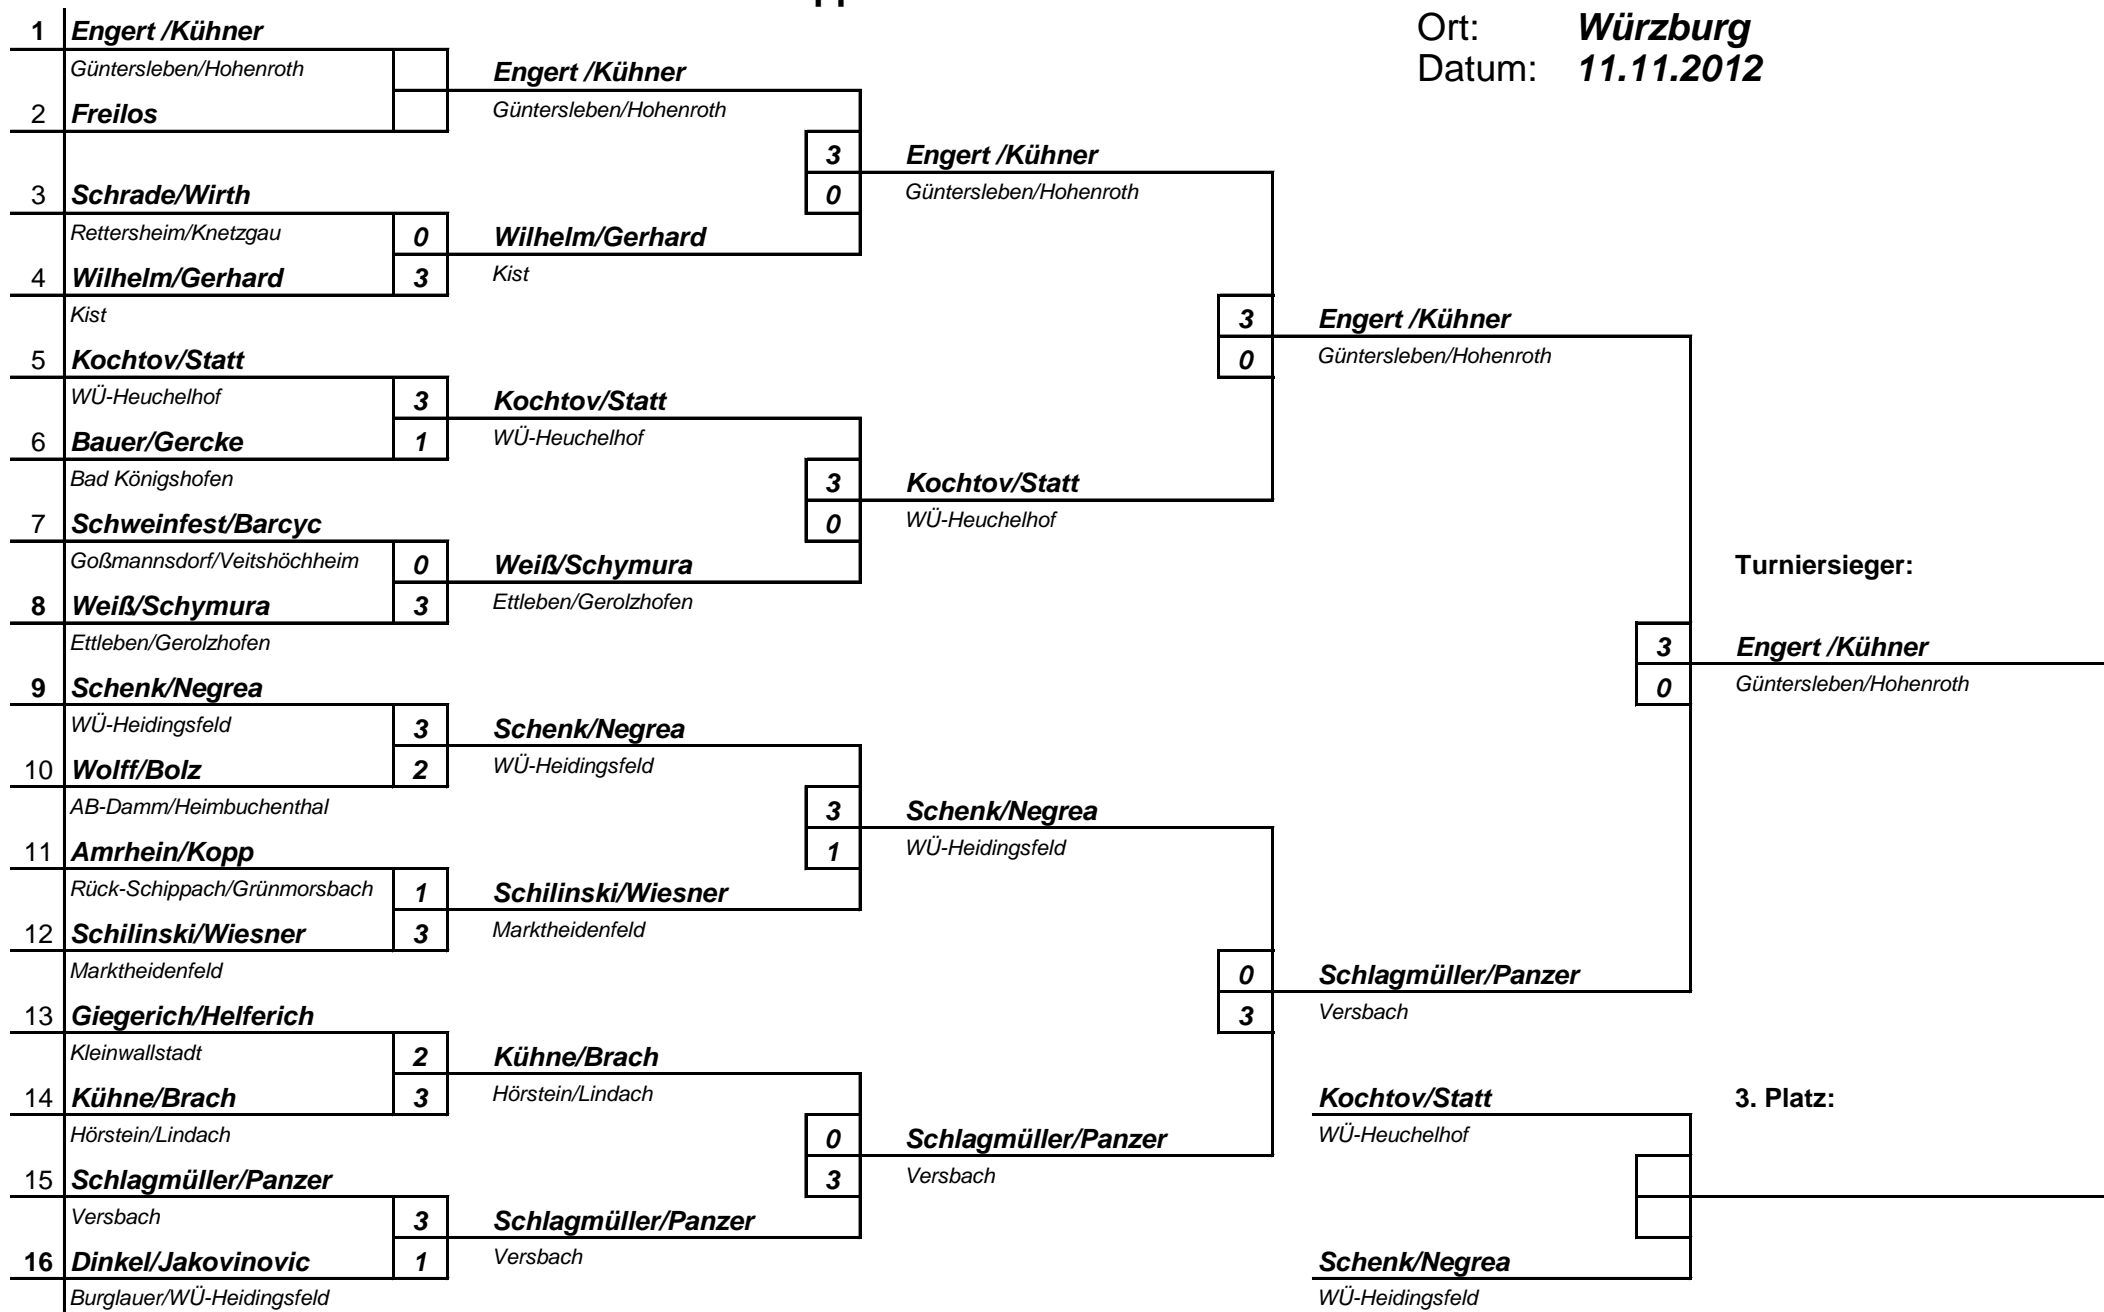 Ort: Würzburg
Datum: 11.11.2012
1 Engert /Kühner
Güntersleben/Hohenroth
2 Freilos
3 Schrade/Wirth
Rettersheim/Knetzgau 0
4 Wilhelm/Gerhard 3
Kist
5 Kochtov/Statt
WÜ-Heuchelhof 3
6 Bauer/Gercke 1
Bad Königshofen
7 Schweinfest/Barcyc
Goßmannsdorf/Veitshöchheim 0
8 Weiß/Schymura 3
Ettleben/Gerolzhofen
9 Schenk/Negrea
WÜ-Heidingsfeld 3
10 Wolff/Bolz 2
AB-Damm/Heimbuchenthal
11 Amrhein/Kopp
Rück-Schippach/Grünmorsbach 1
12 Schilinski/Wiesner 3
Marktheidenfeld
13 Giegerich/Helferich
Kleinwallstadt 2
14 Kühne/Brach 3
Hörstein/Lindach
15 Schlagmüller/Panzer
Versbach 3
16 Dinkel/Jakovinovic 1
Burglauer/WÜ-Heidingsfeld
Engert /Kühner
Güntersleben/Hohenroth
3
0
Wilhelm/Gerhard
Kist
Kochtov/Statt
WÜ-Heuchelhof
3
0
Weiß/Schymura
Ettleben/Gerolzhofen
Schenk/Negrea
WÜ-Heidingsfeld
3
1
Schilinski/Wiesner
Marktheidenfeld
Kühne/Brach
Hörstein/Lindach
0
3
Schlagmüller/Panzer
Versbach
Engert /Kühner
Güntersleben/Hohenroth
3
0
Kochtov/Statt
WÜ-Heuchelhof
Schenk/Negrea
WÜ-Heidingsfeld
0
3
Schlagmüller/Panzer
Versbach
Engert /Kühner
Güntersleben/Hohenroth
3
0
Schlagmüller/Panzer
Versbach
Turniersieger:
Engert /Kühner
Güntersleben/Hohenroth
Kochtov/Statt
WÜ-Heuchelhof
3. Platz:
Schenk/Negrea
WÜ-Heidingsfeld